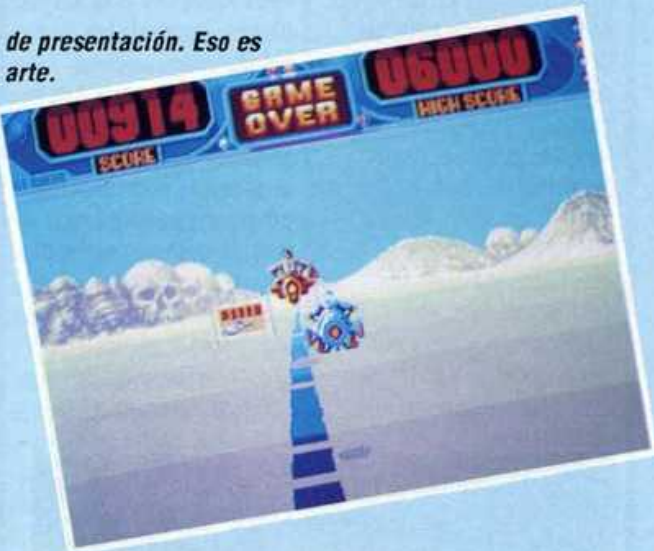 de presentación. Eso es
arte.
00914
SCORE
GAME
OVER
06000
HIGH SCORE